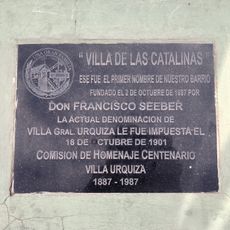 "VILLA DE LAS CATALINAS"
ESE FUE EL PRIMER NOMBRE DE NUESTRO BARRIO
FUNDADO EL 2 DE OCTUBRE DE 1887 POR
DON FRANCISCO SEEBER
LA ACTUAL DENOMINACION DE
VILLA Gral. URQUIZA LE FUE IMPUESTA EL
18 DE OCTUBRE DE 1901
COMISION DE HOMENAJE CENTENARIO
VILLA URQUIZA
1887 - 1987